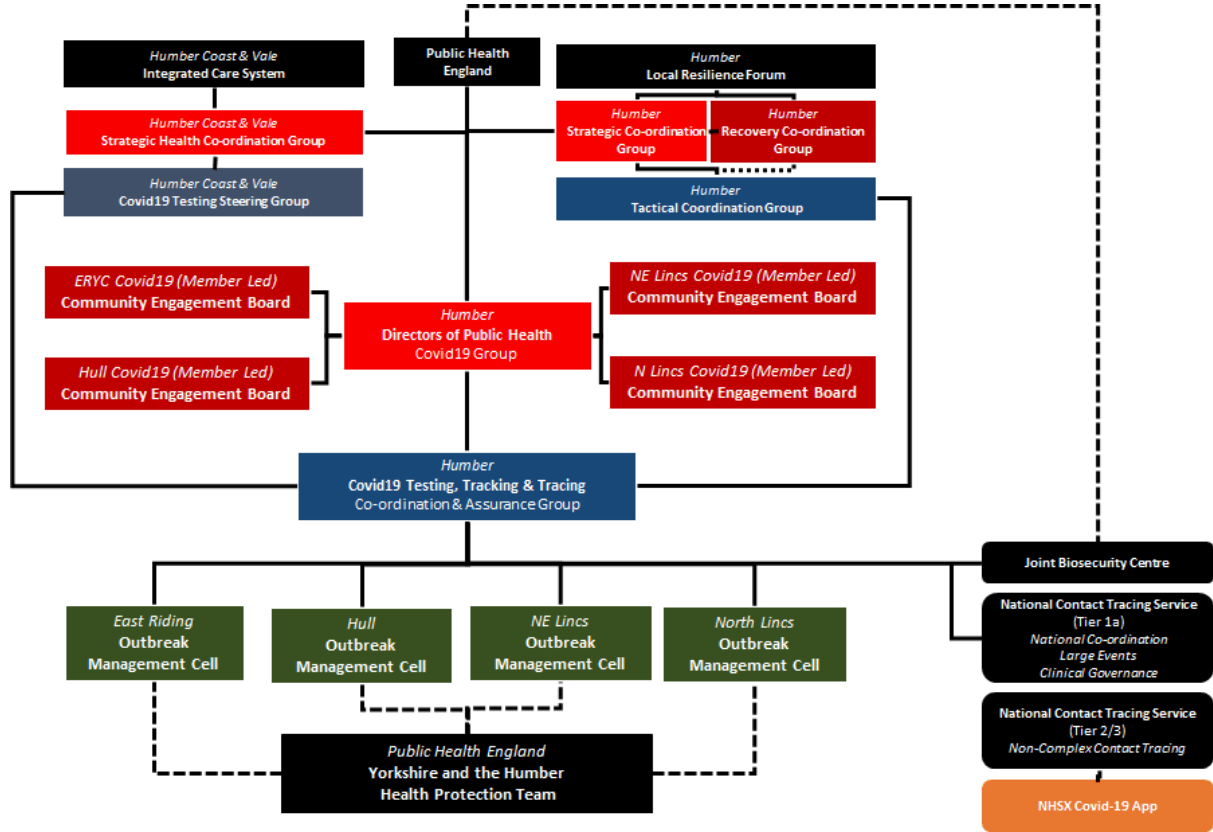 Humber Coast & Vale
Integrated Care System
Public Health
England
Humber
Local Resilience Forum
Humber Coast & Vale
Strategic Health Co-ordination Group
Humber
Strategic Co-ordination
Group
Humber
Recovery Co-ordination
Group
Humber Coast & Vale
Covid19 Testing Steering Group
Humber
Tactical Coordination Group
ERYC Covid19 (Member Led)
Community Engagement Board
NE Lincs Covid19 (Member Led)
Community Engagement Board
Humber
Directors of Public Health
Covid19 Group
Hull Covid19 (Member Led)
Community Engagement Board
N Lincs Covid19 (Member Led)
Community Engagement Board
Humber
Covid19 Testing, Tracking & Tracing
Co-ordination & Assurance Group
Joint Biosecurity Centre
East Riding
Outbreak
Management Cell
Hull
Outbreak
Management Cell
NE Lincs
Outbreak
Management Cell
North Lincs
Outbreak
Management Cell
National Contact Tracing Service
(Tier 1a)
National Co-ordination
Large Events
Clinical Governance
National Contact Tracing Service
(Tier 2/3)
Non-Complex Contact Tracing
Public Health England
Yorkshire and the Humber
Health Protection Team
NHSX Covid-19 App